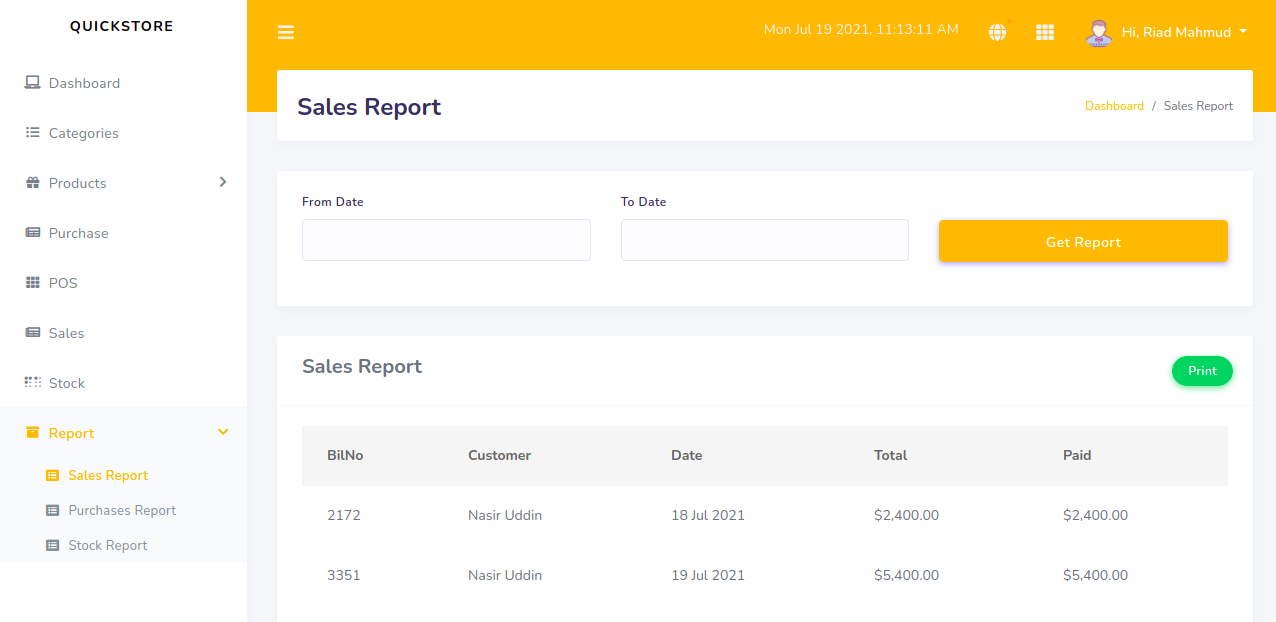 QUICKSTORE
Mon Jul 19 2021, 11:13:11 AM
Hi, Riad Mahmud
Dashboard
Categories
Products
Purchase
POS
Sales
Stock
Report
Sales Report
Purchases Report
Stock Report
Sales Report
Dashboard / Sales Report
From Date
To Date
Get Report
Sales Report
Print
BilNo Customer Date Total Paid
2172 Nasir Uddin 18 Jul 2021 $2,400.00 $2,400.00
3351 Nasir Uddin 19 Jul 2021 $5,400.00 $5,400.00